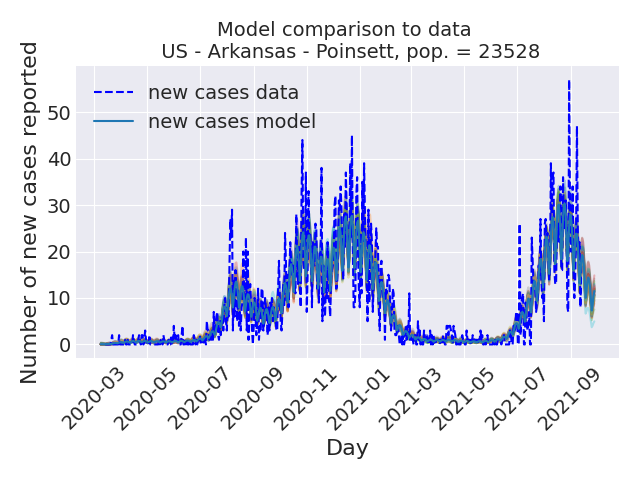 Model comparison to data
US - Arkansas - Poinsett, pop. = 23528
Number of new cases reported
50
40
30
20
10
0
new cases data
new cases model
2020-03
2020-05
2020-07
2020-09
2020-11
2021-01
2021-03
2021-05
2021-07
2021-09
Day